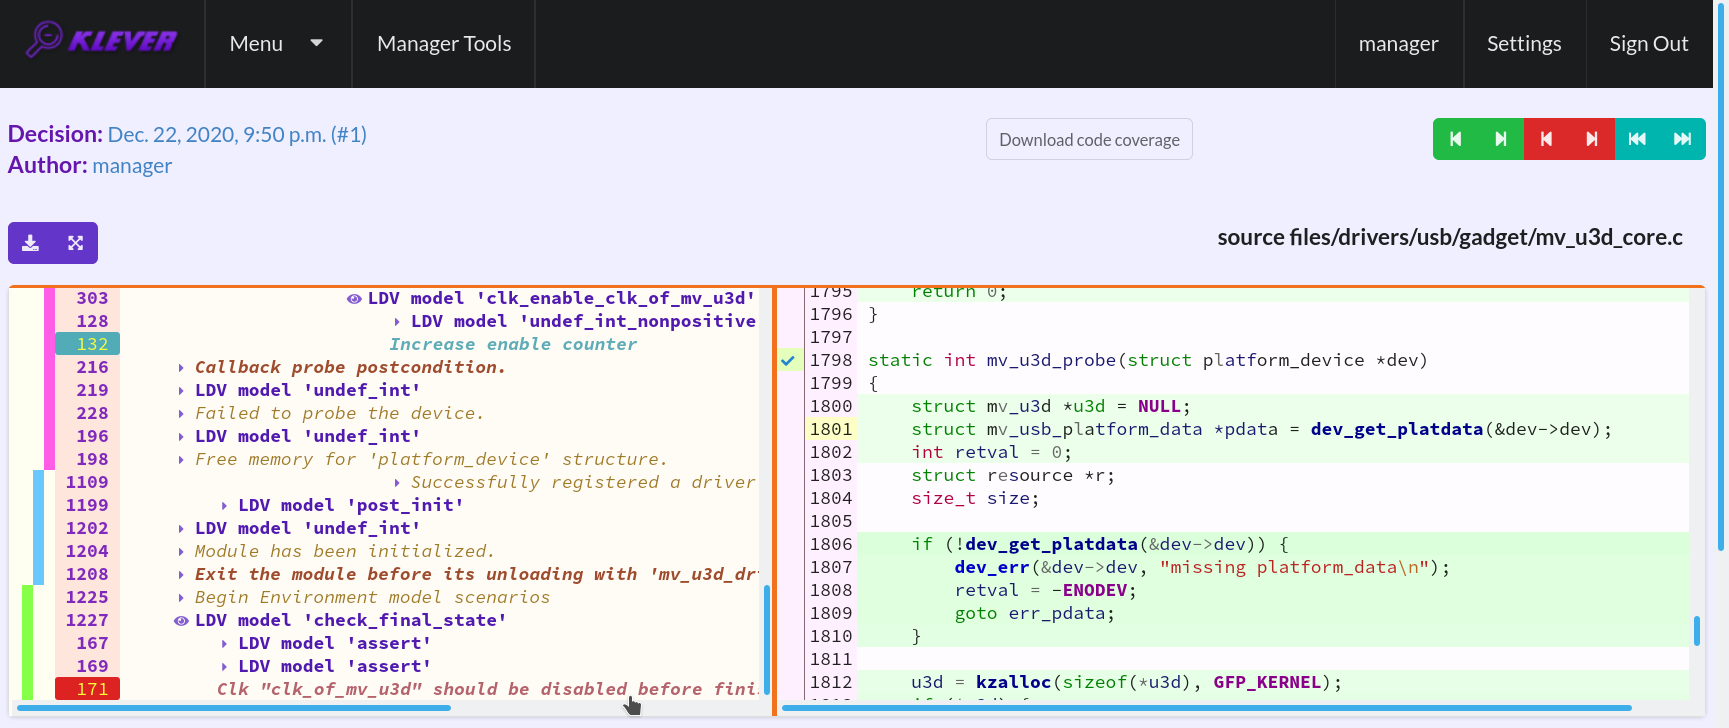 KLEVER Menu Manager Tools manager Settings Sign Out
Decision: Dec. 22, 2020, 9:50 p.m. (#1)
Author: manager
Download code coverage
source files/drivers/usb/gadget/mv_u3d_core.c
303 LDV model 'clk_enable_clk_of_mv_u3d'
128 LDV model 'undef_int_nonpositive
132 Increase enable counter
216 Callback probe postcondition.
219 LDV model 'undef_int'
228 Failed to probe the device.
196 LDV model 'undef_int'
198 Free memory for 'platform_device' structure.
1109 Successfully registered a driver
1199 LDV model 'post_init'
1202 LDV model 'undef_int'
1204 Module has been initialized.
1208 Exit the module before its unloading with 'mv_u3d_dr
1225 Begin Environment model scenarios
1227 LDV model 'check_final_state'
167 LDV model 'assert'
169 LDV model 'assert'
171 Clk "clk_of_mv_u3d" should be disabled before fini
1795 return 0;
1796 }
1797
1798 static int mv_u3d_probe(struct platform_device *dev)
1799 {
1800 struct mv_u3d *u3d = NULL;
1801 struct mv_usb_platform_data *pdata = dev_get_platdata(&dev->dev);
1802 int retval = 0;
1803 struct resource *r;
1804 size_t size;
1805
1806 if (!dev_get_platdata(&dev->dev)) {
1807 dev_err(&dev->dev, "missing platform_data\n");
1808 retval = -ENODEV;
1809 goto err_pdata;
1810 }
1811
1812 u3d = kzalloc(sizeof(*u3d), GFP_KERNEL);